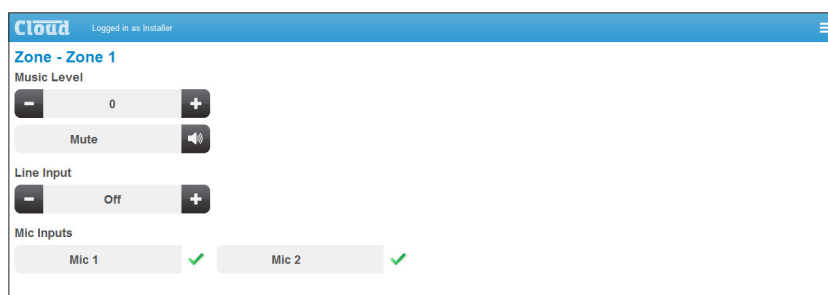 Cloud Logged in as Installer
Zone - Zone 1
Music Level
0
Mute
Line Input
Off
Mic Inputs
Mic 1 Mic 2